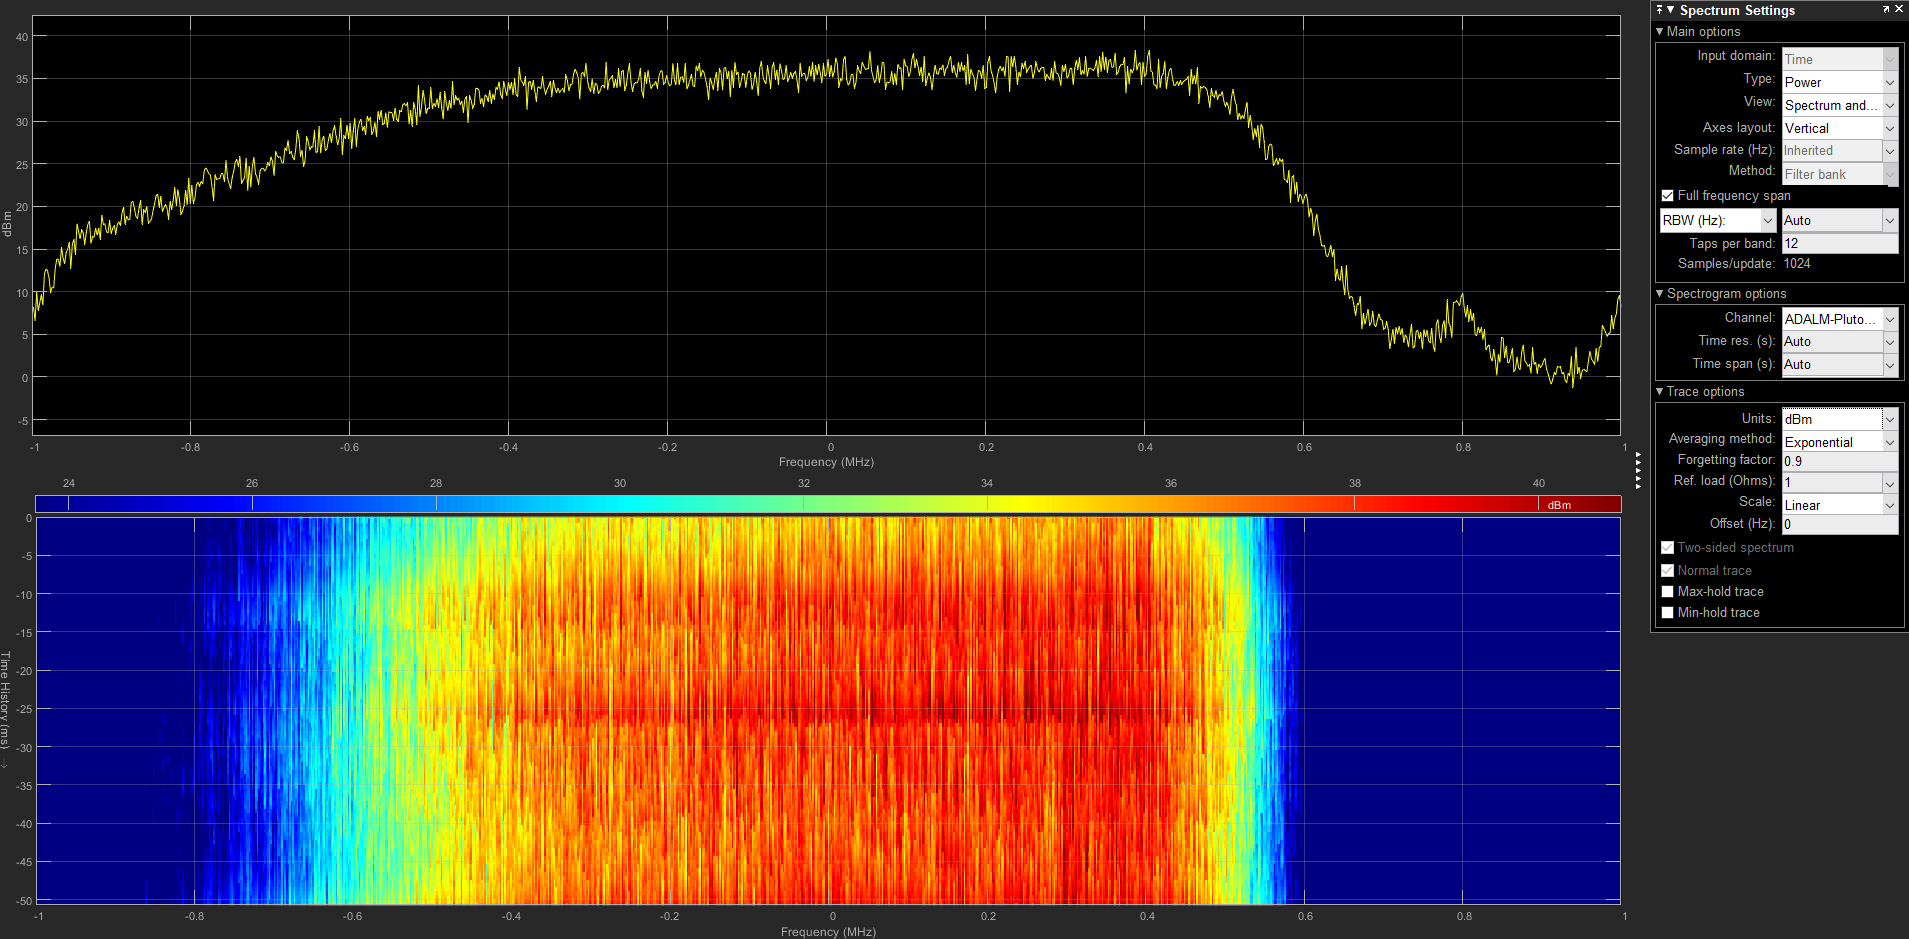 40
35
30
25
20
15
10
5
0
-5
dBm
-1 -0.8 -0.6 -0.4 -0.2 0 0.2 0.4 0.6 0.8 1
Frequency (MHz)
24 26 28 30 32 34 36 38 40
dBm
0
-5
-10
-15
-20
-25
-30
-35
-40
-45
-50
Time History (ms) →
-1 -0.8 -0.6 -0.4 -0.2 0 0.2 0.4 0.6 0.8 1
Frequency (MHz)
Spectrum Settings
Main options
Input domain: Time
Type: Power
View: Spectrum and...
Axes layout: Vertical
Sample rate (Hz): Inherited
Method: Filter bank
Full frequency span
RBW (Hz): Auto
Taps per band: 12
Samples/update: 1024
Spectrogram options
Channel: ADALM-Pluto...
Time res. (s): Auto
Time span (s): Auto
Trace options
Units: dBm
Averaging method: Exponential
Forgetting factor: 0.9
Ref. load (Ohms): 1
Scale: Linear
Offset (Hz): 0
Two-sided spectrum
Normal trace
Max-hold trace
Min-hold trace